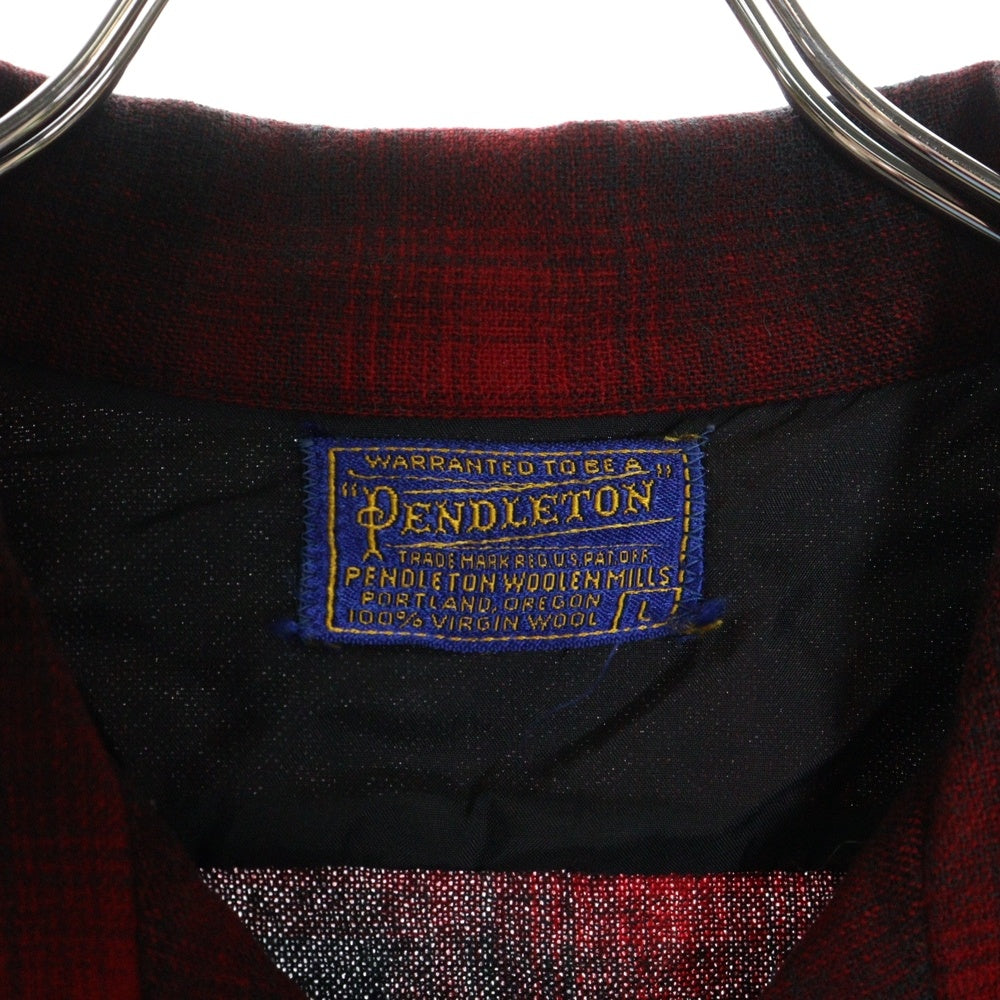 WARRANTED TO BE A
"PENDLETON"
TRADE MARK REG. U.S. PAT. OFF.
PENDLETON WOOLEN MILLS
PORTLAND, OREGON
100% VIRGIN WOOL L